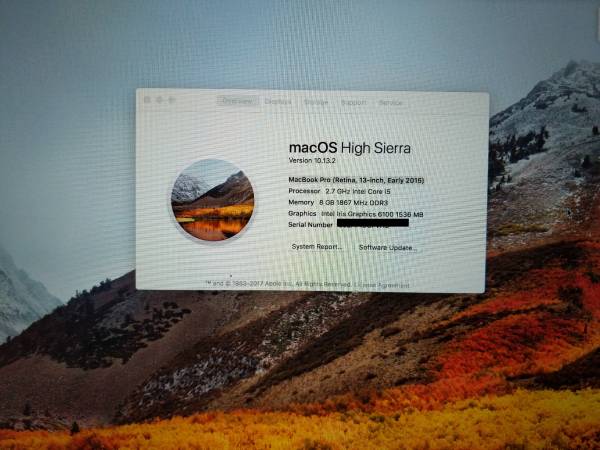 Overview Displays Storage Support Service
macOS High Sierra
Version 10.13.2
MacBook Pro (Retina, 13-inch, Early 2015)
Processor 2.7 GHz Intel Core i5
Memory 8 GB 1867 MHz DDR3
Graphics Intel Iris Graphics 6100 1536 MB
Serial Number
System Report... Software Update...
™ and © 1983-2017 Apple Inc. All Rights Reserved. License Agreement